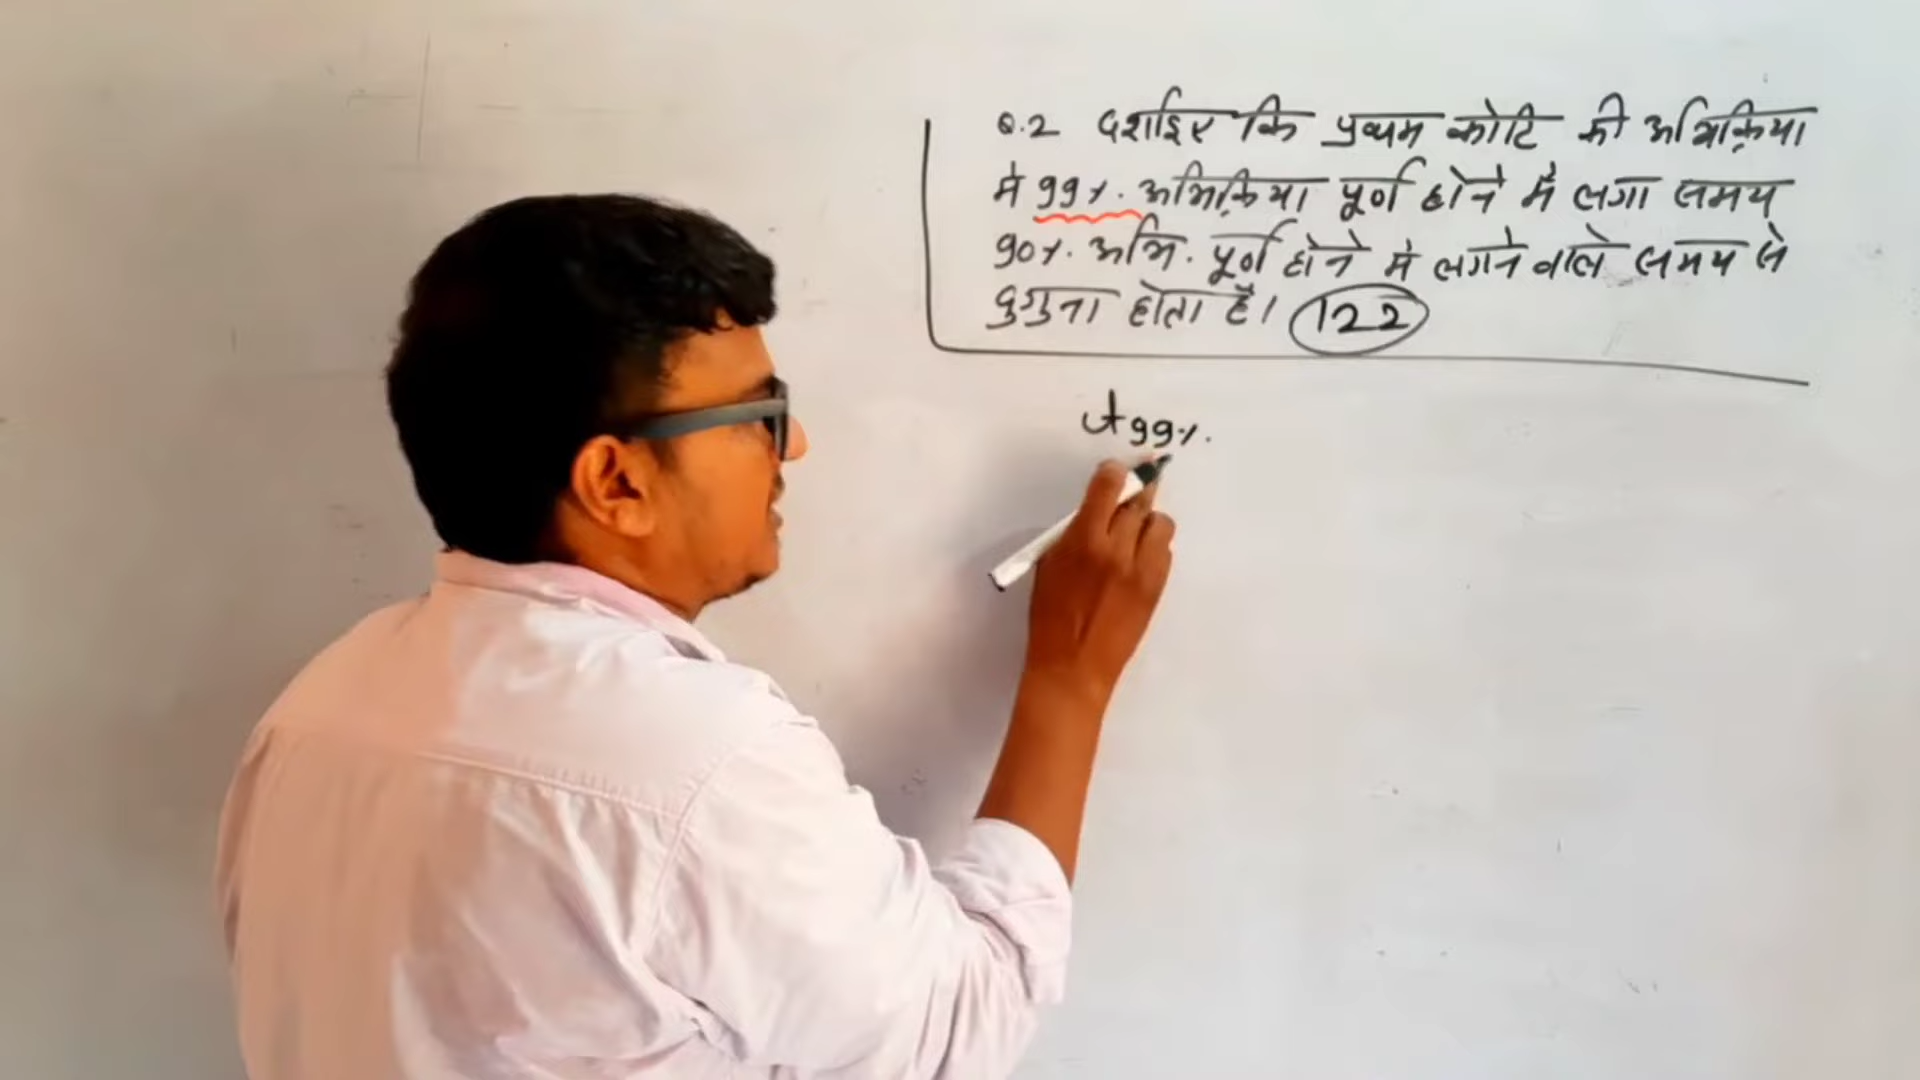 Q.2 दर्शाइए कि प्रथम कोटि की अभिक्रिया
मे 99%. अभिक्रिया पूर्ण होने में लगा समय
90%. अभि. पूर्ण होने मे लगने वाले समय से
दुगुना होता है। 122
t99%.